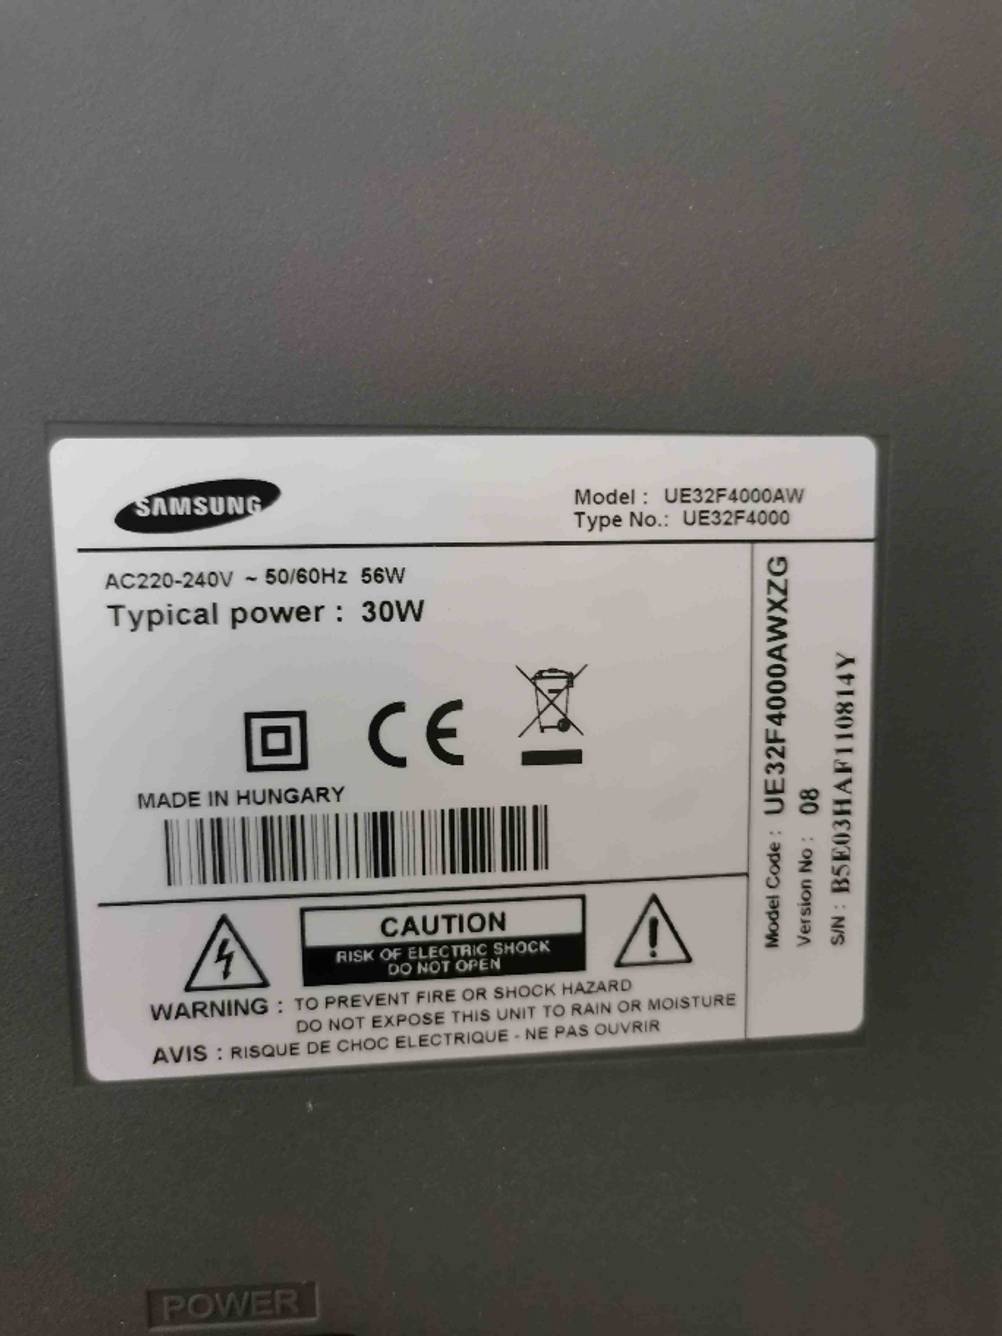 SAMSUNG
Model : UE32F4000AW
Type No.: UE32F4000
AC220-240V ~ 50/60Hz 56W
Typical power : 30W
MADE IN HUNGARY
CAUTION
RISK OF ELECTRIC SHOCK
DO NOT OPEN
WARNING : TO PREVENT FIRE OR SHOCK HAZARD
DO NOT EXPOSE THIS UNIT TO RAIN OR MOISTURE
AVIS : RISQUE DE CHOC ELECTRIQUE - NE PAS OUVRIR
Model Code : UE32F4000AWXZG
Version No : 08
S/N : B5E03HAF110814Y
POWER